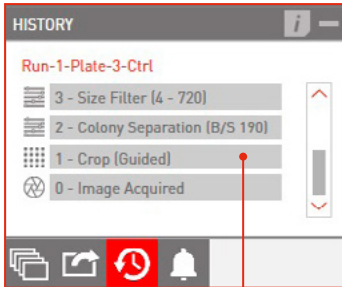 HISTORY
i
Run-1-Plate-3-Ctrl
3 - Size Filter (4 - 720)
2 - Colony Separation (B/S 190)
1 - Crop (Guided)
0 - Image Acquired